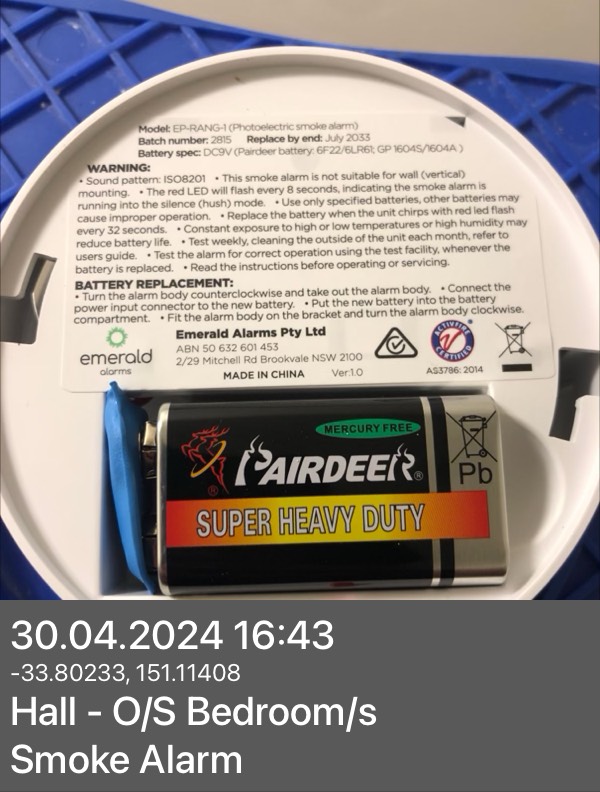 Model: EP-RANG-1 (Photoelectric smoke alarm)
Batch number: 2815 Replace by end: July 2033
Battery spec: DC9V (Pairdeer battery: 6F22/6LR61; GP 1604S/1604A )
WARNING:
• Sound pattern: ISO8201 • This smoke alarm is not suitable for wall (vertical)
mounting. • The red LED will flash every 8 seconds, indicating the smoke alarm is
running into the silence (hush) mode. • Use only specified batteries, other batteries may
cause improper operation. • Replace the battery when the unit chirps with red led flash
every 32 seconds. • Constant exposure to high or low temperatures or high humidity may
reduce battery life. • Test weekly, cleaning the outside of the unit each month, refer to
users guide. • Test the alarm for correct operation using the test facility, whenever the
battery is replaced. • Read the instructions before operating or servicing.
BATTERY REPLACEMENT:
• Turn the alarm body counterclockwise and take out the alarm body. • Connect the
power input connector to the new battery. • Put the new battery into the battery
compartment. • Fit the alarm body on the bracket and turn the alarm body clockwise.
emerald
alarms
Emerald Alarms Pty Ltd
ABN 50 632 601 453
2/29 Mitchell Rd Brookvale NSW 2100
MADE IN CHINA Ver:1.0
ACTIVFIRE
CERTIFIED
AS3786: 2014
MERCURY FREE
PAIRDEER®
Pb
®
SUPER HEAVY DUTY
30.04.2024 16:43
-33.80233, 151.11408
Hall - O/S Bedroom/s
Smoke Alarm